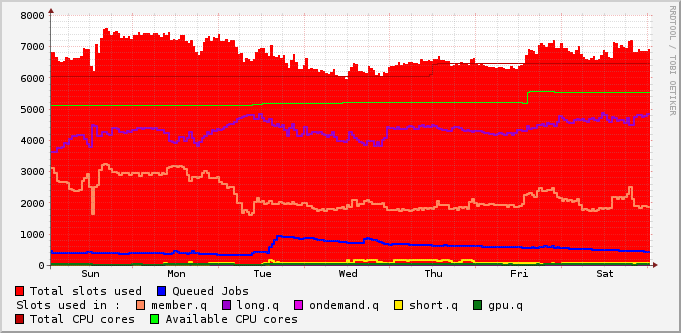 8000
7000
6000
5000
4000
3000
2000
1000
0
Sun Mon Tue Wed Thu Fri Sat
Total slots used Queued Jobs
Slots used in : member.q long.q ondemand.q short.q gpu.q
Total CPU cores Available CPU cores
RRDTOOL / TOBI OETIKER